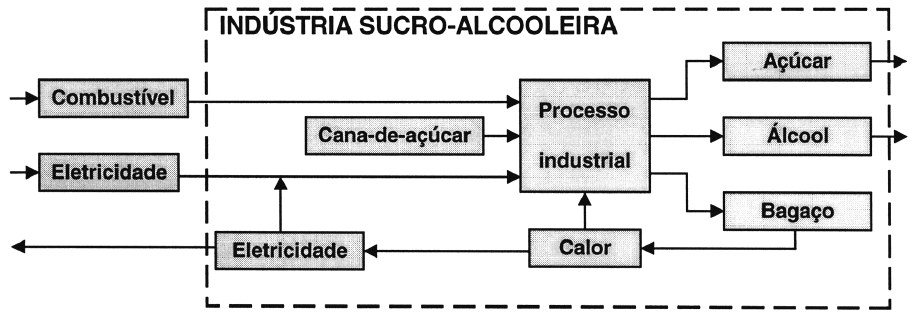 INDÚSTRIA SUCRO-ALCOOLEIRA
Açúcar
Combustível
Processo
industrial
Cana-de-açúcar
Álcool
Eletricidade
Bagaço
Eletricidade
Calor